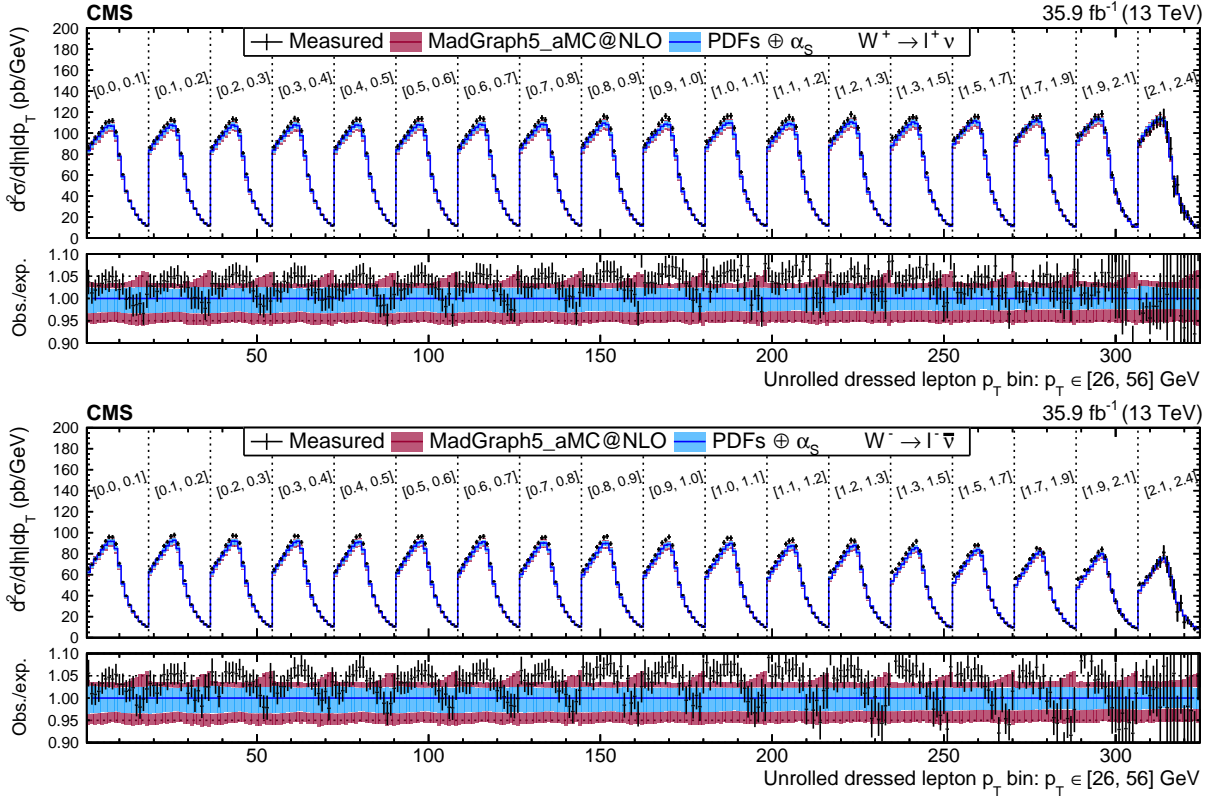 CMS 35.9 fb⁻¹ (13 TeV)
Measured MadGraph5_aMC@NLO PDFs ⊕ α_S W⁺ → l⁺ ν
d²σ/d|η|dp_T (pb/GeV)
200
180
160
140
120
100
80
60
40
20
0
[0.0, 0.1] [0.1, 0.2] [0.2, 0.3] [0.3, 0.4] [0.4, 0.5] [0.5, 0.6] [0.6, 0.7] [0.7, 0.8] [0.8, 0.9] [0.9, 1.0] [1.0, 1.1] [1.1, 1.2] [1.2, 1.3] [1.3, 1.5] [1.5, 1.7] [1.7, 1.9] [1.9, 2.1] [2.1, 2.4]
Obs./exp.
1.10
1.05
1.00
0.95
0.90
50 100 150 200 250 300
Unrolled dressed lepton p_T bin: p_T ∈ [26, 56] GeV
CMS 35.9 fb⁻¹ (13 TeV)
Measured MadGraph5_aMC@NLO PDFs ⊕ α_S W⁻ → l⁻ ν̅
d²σ/d|η|dp_T (pb/GeV)
200
180
160
140
120
100
80
60
40
20
0
[0.0, 0.1] [0.1, 0.2] [0.2, 0.3] [0.3, 0.4] [0.4, 0.5] [0.5, 0.6] [0.6, 0.7] [0.7, 0.8] [0.8, 0.9] [0.9, 1.0] [1.0, 1.1] [1.1, 1.2] [1.2, 1.3] [1.3, 1.5] [1.5, 1.7] [1.7, 1.9] [1.9, 2.1] [2.1, 2.4]
Obs./exp.
1.10
1.05
1.00
0.95
0.90
50 100 150 200 250 300
Unrolled dressed lepton p_T bin: p_T ∈ [26, 56] GeV